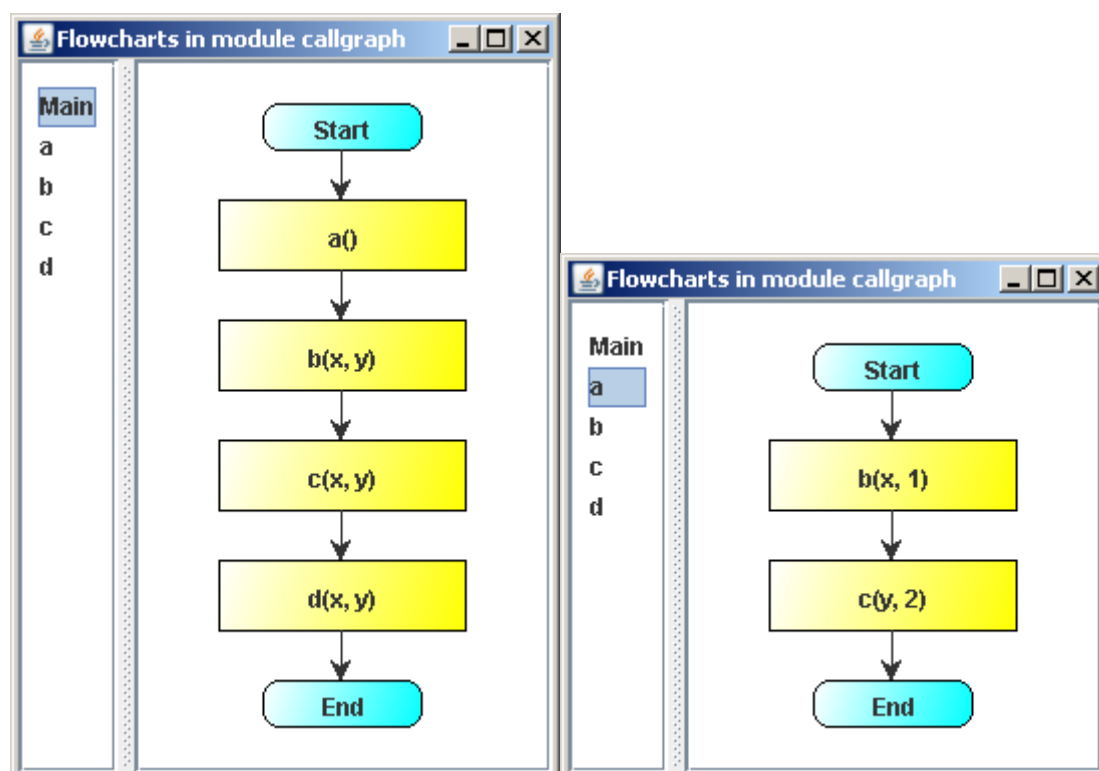 Flowcharts in module callgraph
Main
a
b
c
d
Start
a()
b(x, y)
c(x, y)
d(x, y)
End
Flowcharts in module callgraph
Main
a
b
c
d
Start
b(x, 1)
c(y, 2)
End